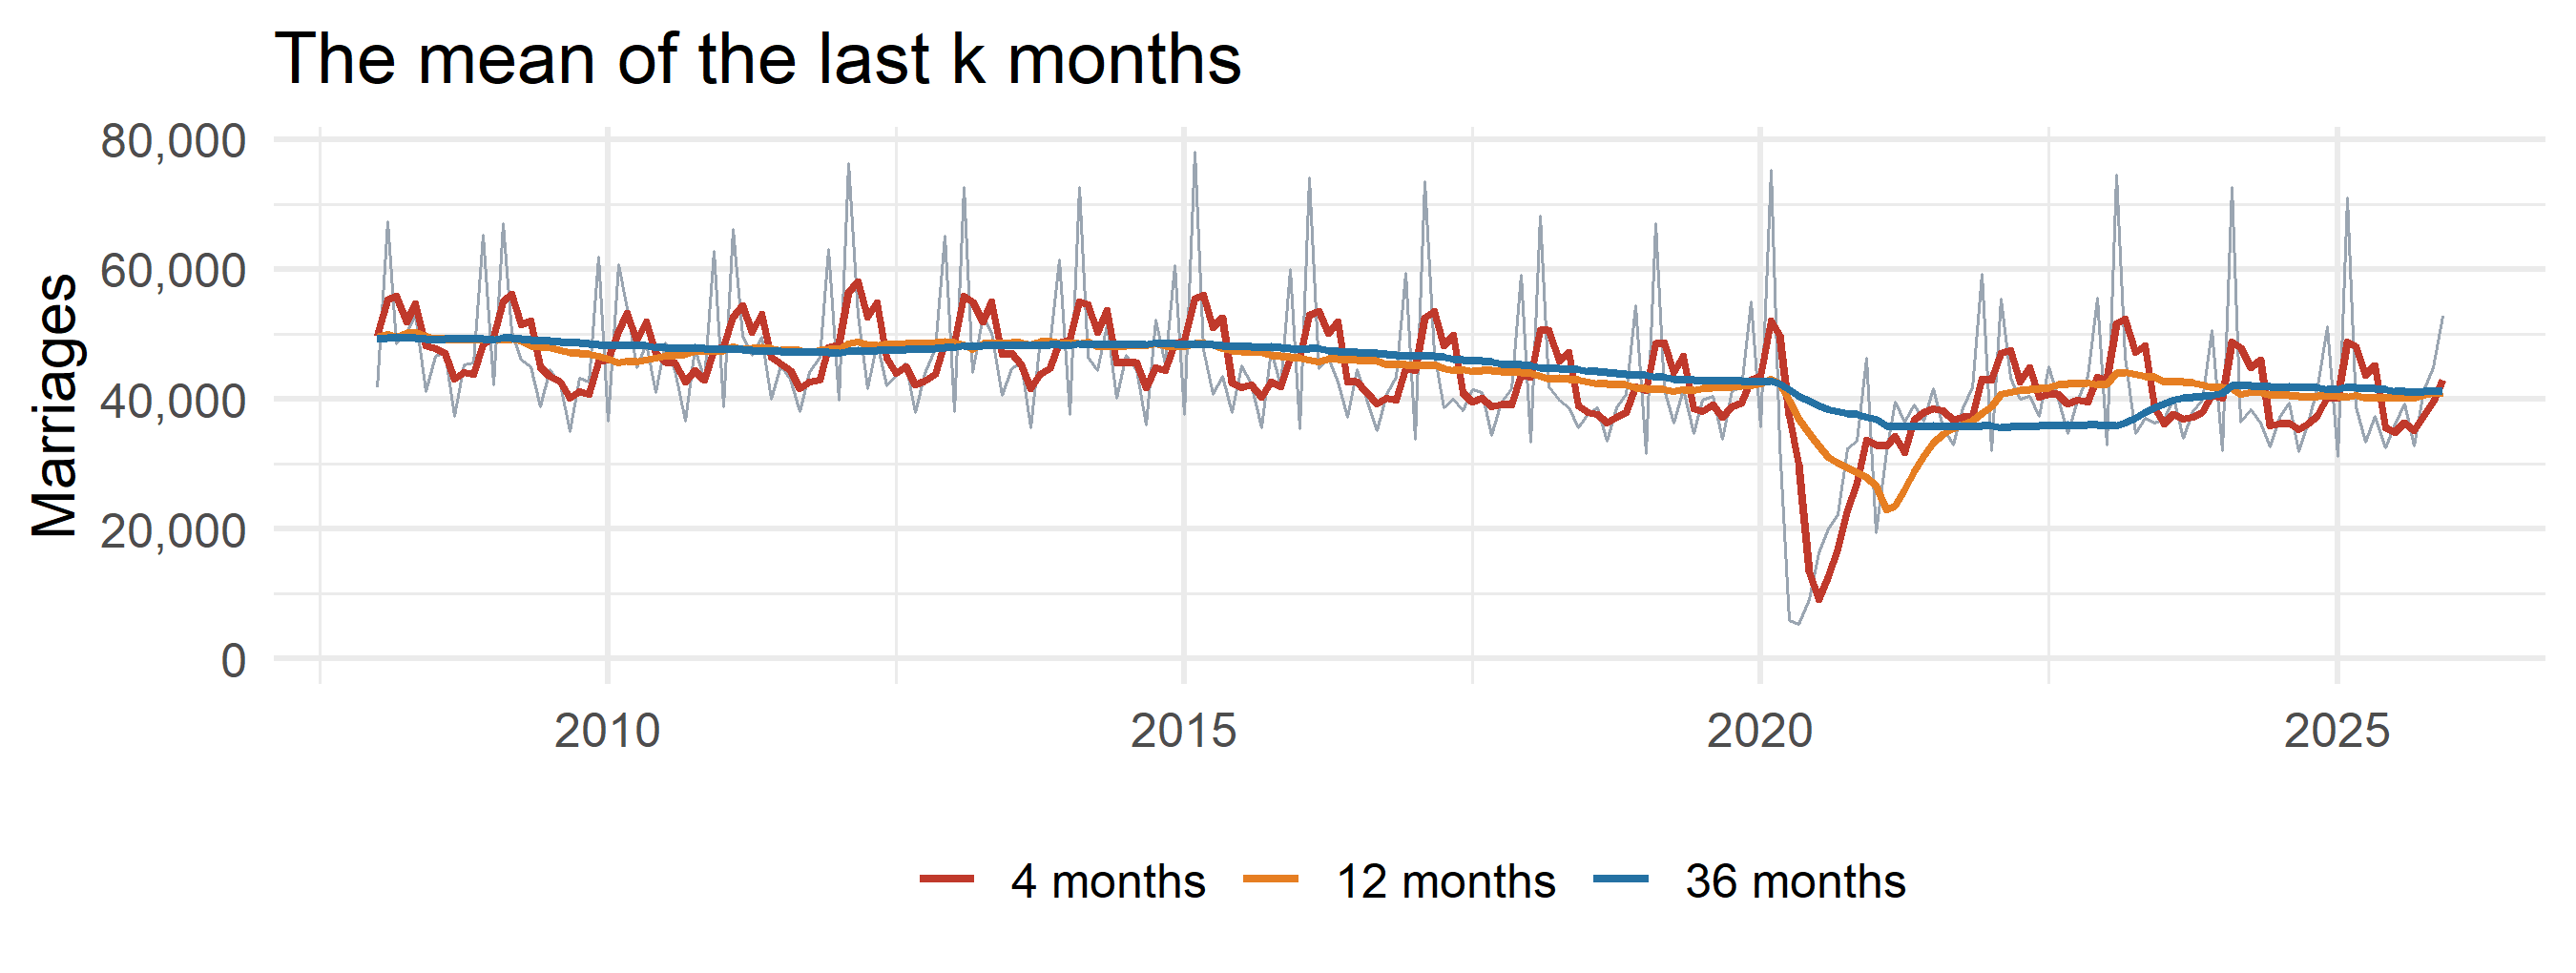 The mean of the last k months
80,000
60,000
40,000
20,000
0
Marriages
2010 2015 2020 2025
4 months 12 months 36 months